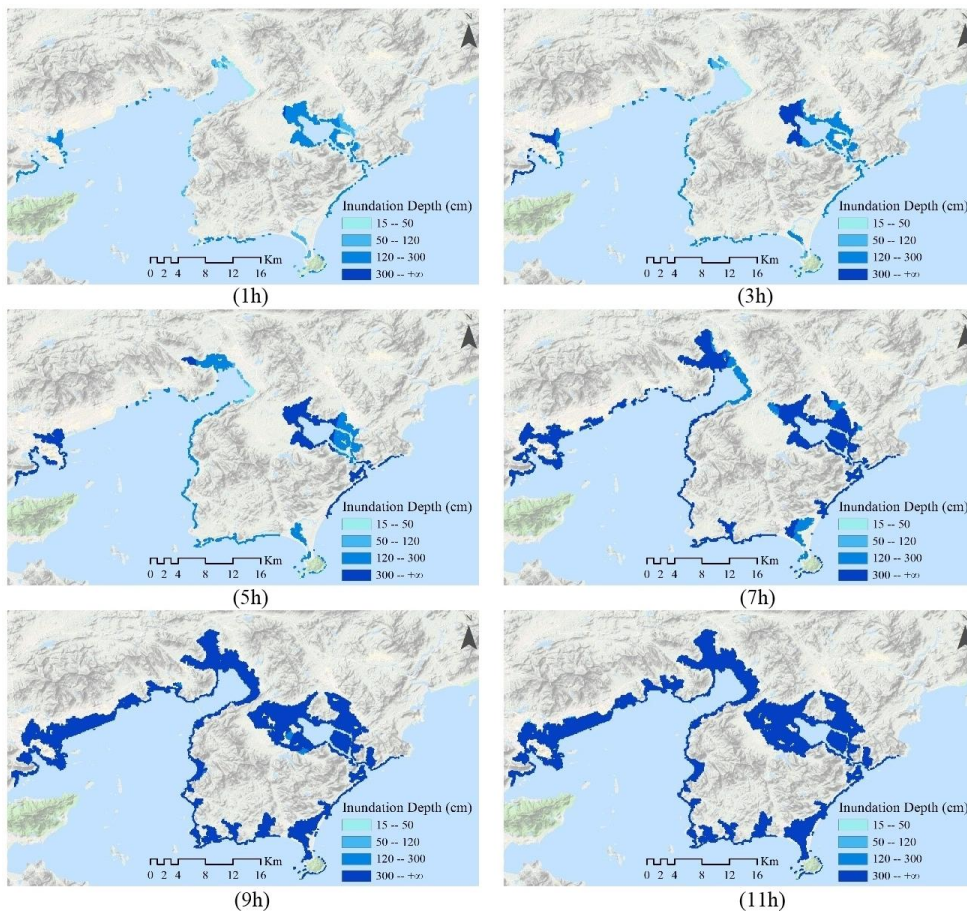 N
Inundation Depth (cm)
15 -- 50
50 -- 120
120 -- 300
300 -- +∞
Km
0 2 4 8 12 16
(1h)
N
Inundation Depth (cm)
15 -- 50
50 -- 120
120 -- 300
300 -- +∞
Km
0 2 4 8 12 16
(3h)
N
Inundation Depth (cm)
15 -- 50
50 -- 120
120 -- 300
300 -- +∞
Km
0 2 4 8 12 16
(5h)
N
Inundation Depth (cm)
15 -- 50
50 -- 120
120 -- 300
300 -- +∞
Km
0 2 4 8 12 16
(7h)
N
Inundation Depth (cm)
15 -- 50
50 -- 120
120 -- 300
300 -- +∞
Km
0 2 4 8 12 16
(9h)
N
Inundation Depth (cm)
15 -- 50
50 -- 120
120 -- 300
300 -- +∞
Km
0 2 4 8 12 16
(11h)